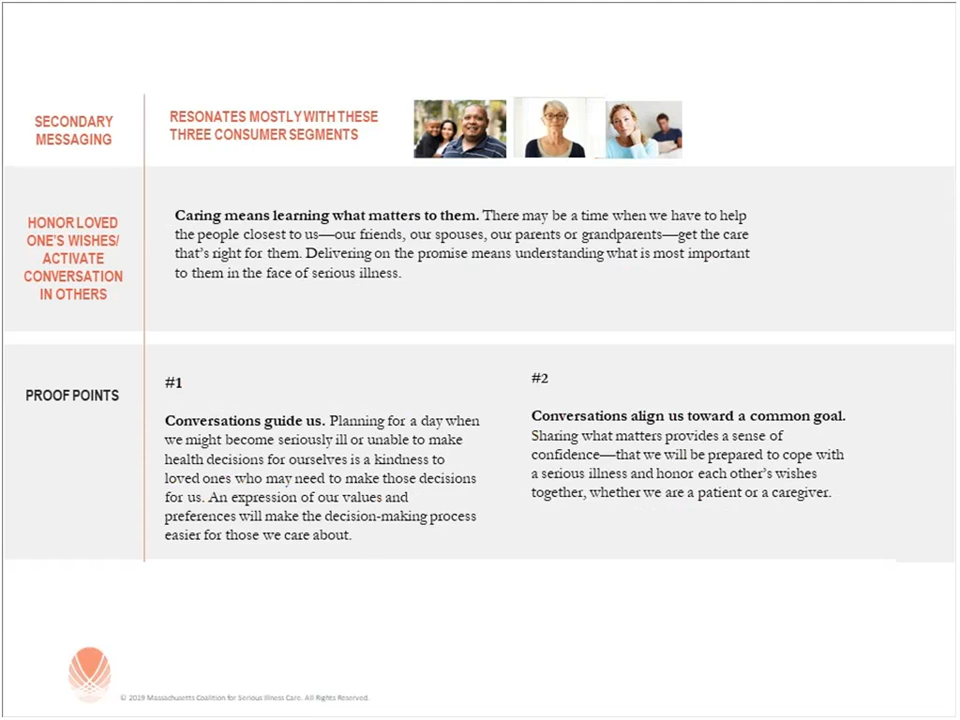 SECONDARY
MESSAGING
RESONATES MOSTLY WITH THESE
THREE CONSUMER SEGMENTS
HONOR LOVED
ONE'S WISHES/
ACTIVATE
CONVERSATION
IN OTHERS
Caring means learning what matters to them. There may be a time when we have to help
the people closest to us—our friends, our spouses, our parents or grandparents—get the care
that's right for them. Delivering on the promise means understanding what is most important
to them in the face of serious illness.
PROOF POINTS
#1
Conversations guide us. Planning for a day when
we might become seriously ill or unable to make
health decisions for ourselves is a kindness to
loved ones who may need to make those decisions
for us. An expression of our values and
preferences will make the decision-making process
easier for those we care about.
#2
Conversations align us toward a common goal.
Sharing what matters provides a sense of
confidence—that we will be prepared to cope with
a serious illness and honor each other's wishes
together, whether we are a patient or a caregiver.
© 2019 Massachusetts Coalition for Serious Illness Care. All Rights Reserved.